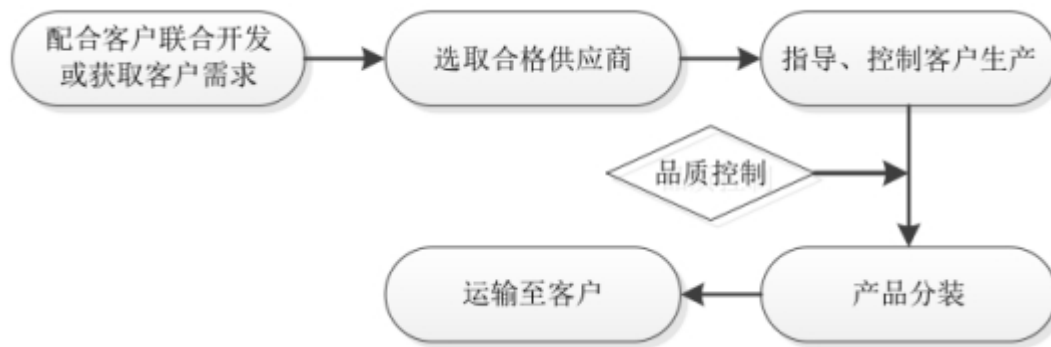 配合客户联合开发
或获取客户需求
选取合格供应商
指导、控制客户生产
品质控制
产品分装
运输至客户